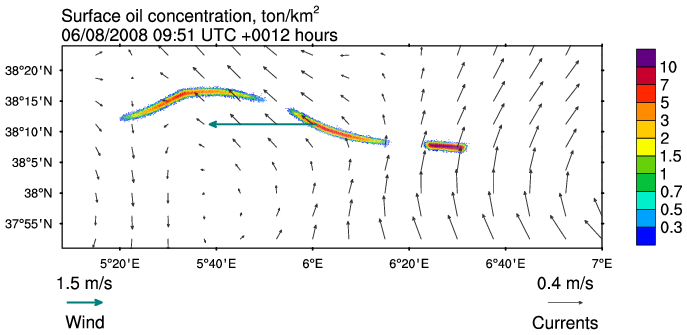 Surface oil concentration, ton/km²
06/08/2008 09:51 UTC +0012 hours
38°20'N
38°15'N
38°10'N
38°5'N
38°N
37°55'N
5°20'E
5°40'E
6°E
6°20'E
6°40'E
7°E
10
7
5
3
2
1.5
1
0.7
0.5
0.3
1.5 m/s
Wind
0.4 m/s
Currents